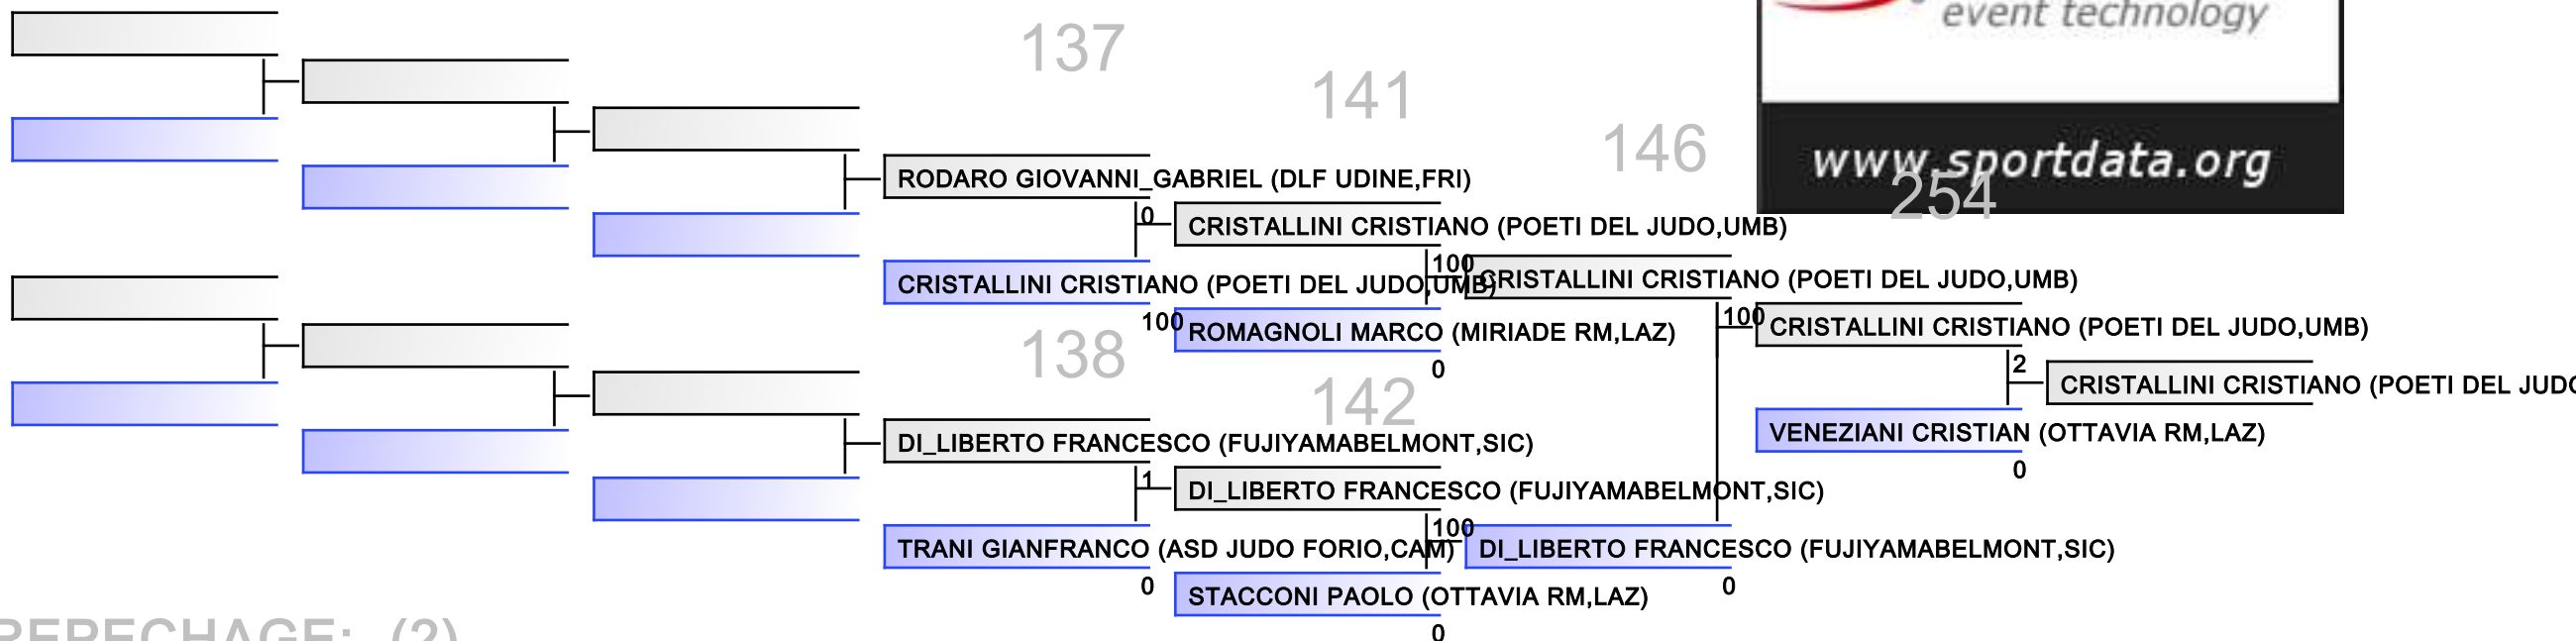 event technology
137
141
146
www.sportdata.org
254
RODARO GIOVANNI_GABRIEL (DLF UDINE,FRI)
0
CRISTALLINI CRISTIANO (POETI DEL JUDO,UMB)
100
CRISTALLINI CRISTIANO (POETI DEL JUDO,UMB)
CRISTALLINI CRISTIANO (POETI DEL JUDO,UMB)
100
ROMAGNOLI MARCO (MIRIADE RM,LAZ)
0
100
CRISTALLINI CRISTIANO (POETI DEL JUDO,UMB)
2
CRISTALLINI CRISTIANO (POETI DEL JUDO
VENEZIANI CRISTIAN (OTTAVIA RM,LAZ)
0
138
142
DI_LIBERTO FRANCESCO (FUJIYAMABELMONT,SIC)
1
DI_LIBERTO FRANCESCO (FUJIYAMABELMONT,SIC)
100
TRANI GIANFRANCO (ASD JUDO FORIO,CAM)
0
DI_LIBERTO FRANCESCO (FUJIYAMABELMONT,SIC)
0
STACCONI PAOLO (OTTAVIA RM,LAZ)
0
REPECHAGE: (2)